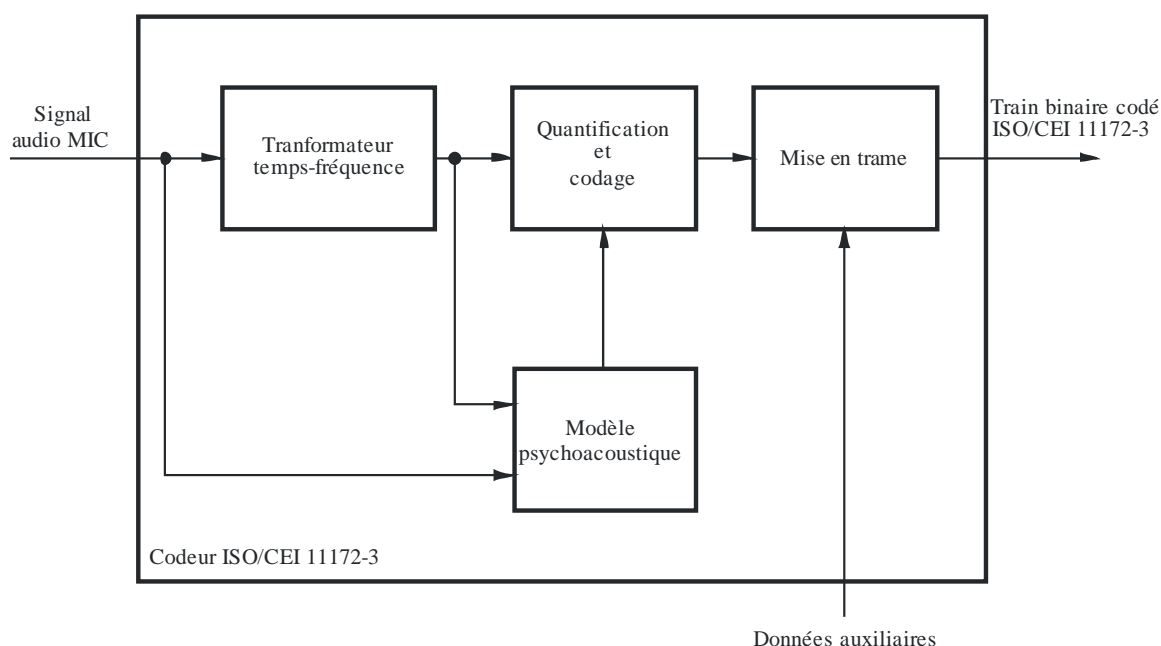 Signal
audio MIC
Tranformateur
temps-fréquence
Quantification
et
codage
Mise en trame
Train binaire codé
ISO/CEI 11172-3
Modèle
psychoacoustique
Codeur ISO/CEI 11172-3
Données auxiliaires